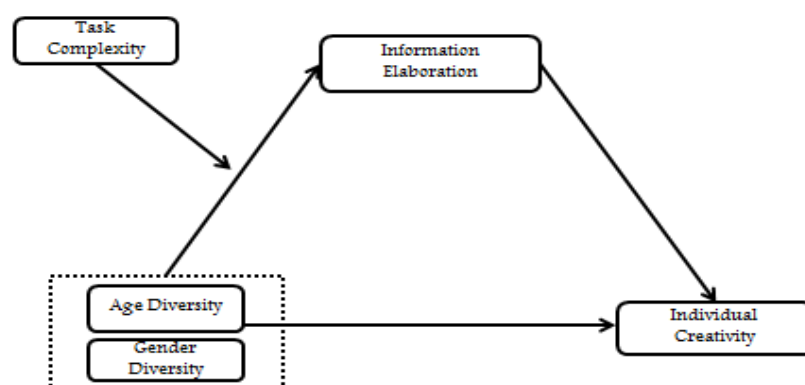 Task
Complexity
Information
Elaboration
Age Diversity
Gender
Diversity
Individual
Creativity